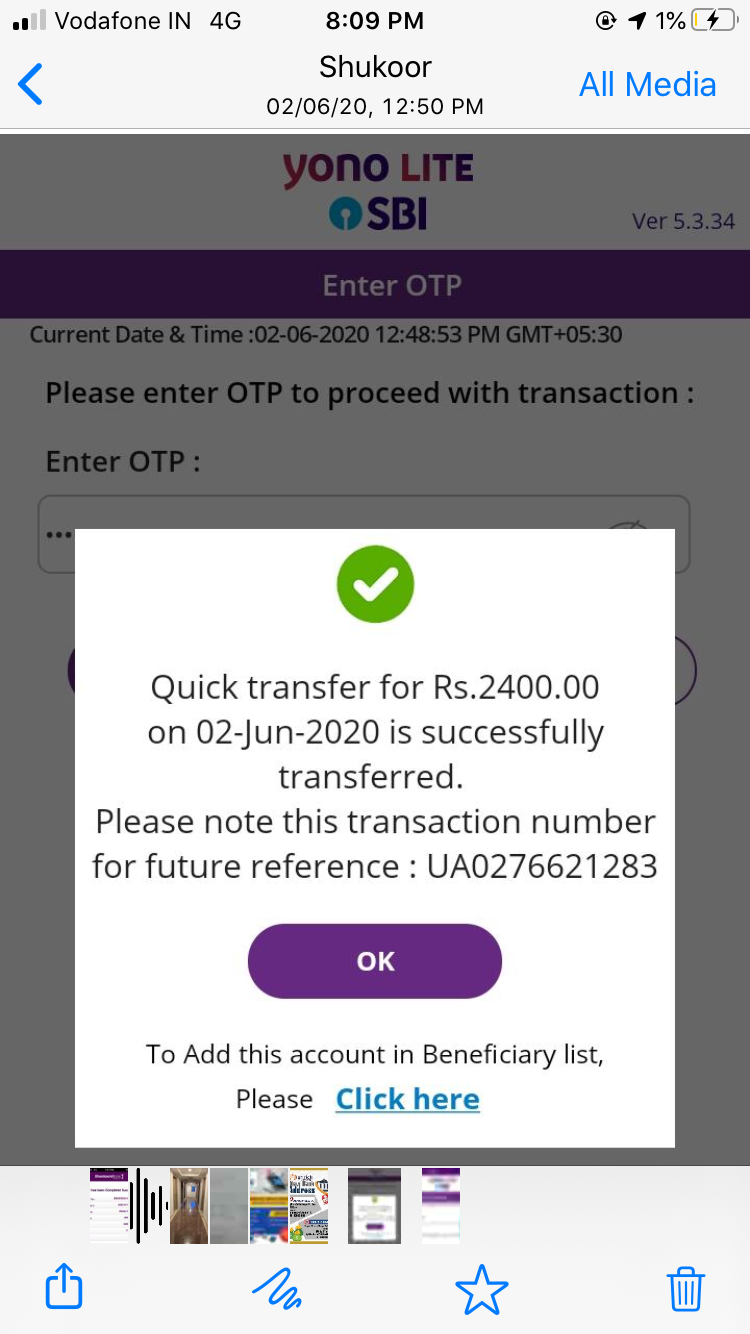 Vodafone IN 4G 8:09 PM 1%
Shukoor
All Media
02/06/20, 12:50 PM
yono LITE
SBI
Ver 5.3.34
Enter OTP
Current Date & Time :02-06-2020 12:48:53 PM GMT+05:30
Please enter OTP to proceed with transaction :
Enter OTP :
•••
Quick transfer for Rs.2400.00
on 02-Jun-2020 is successfully
transferred.
Please note this transaction number
for future reference : UA0276621283
OK
To Add this account in Beneficiary list,
Please Click here